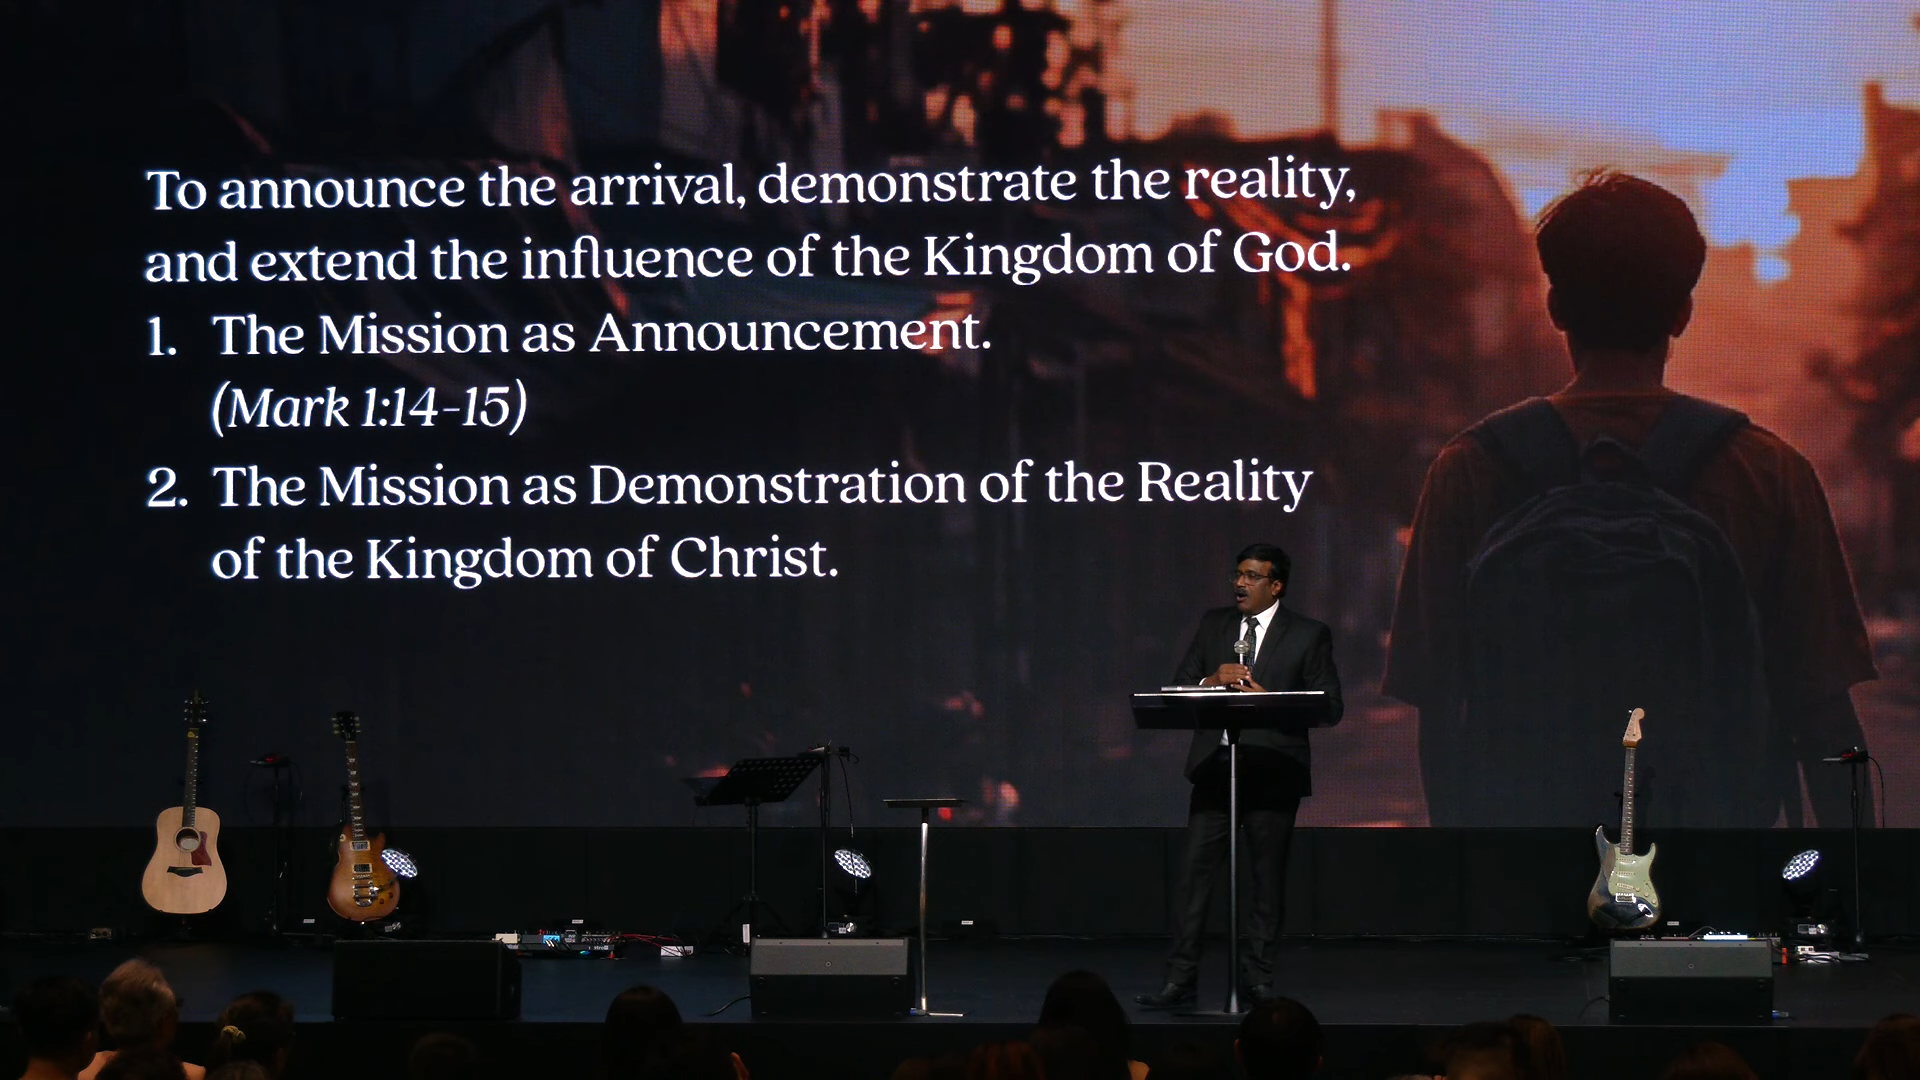 To announce the arrival, demonstrate the reality,
and extend the influence of the Kingdom of God.
1. The Mission as Announcement.
(Mark 1:14-15)
2. The Mission as Demonstration of the Reality
of the Kingdom of Christ.